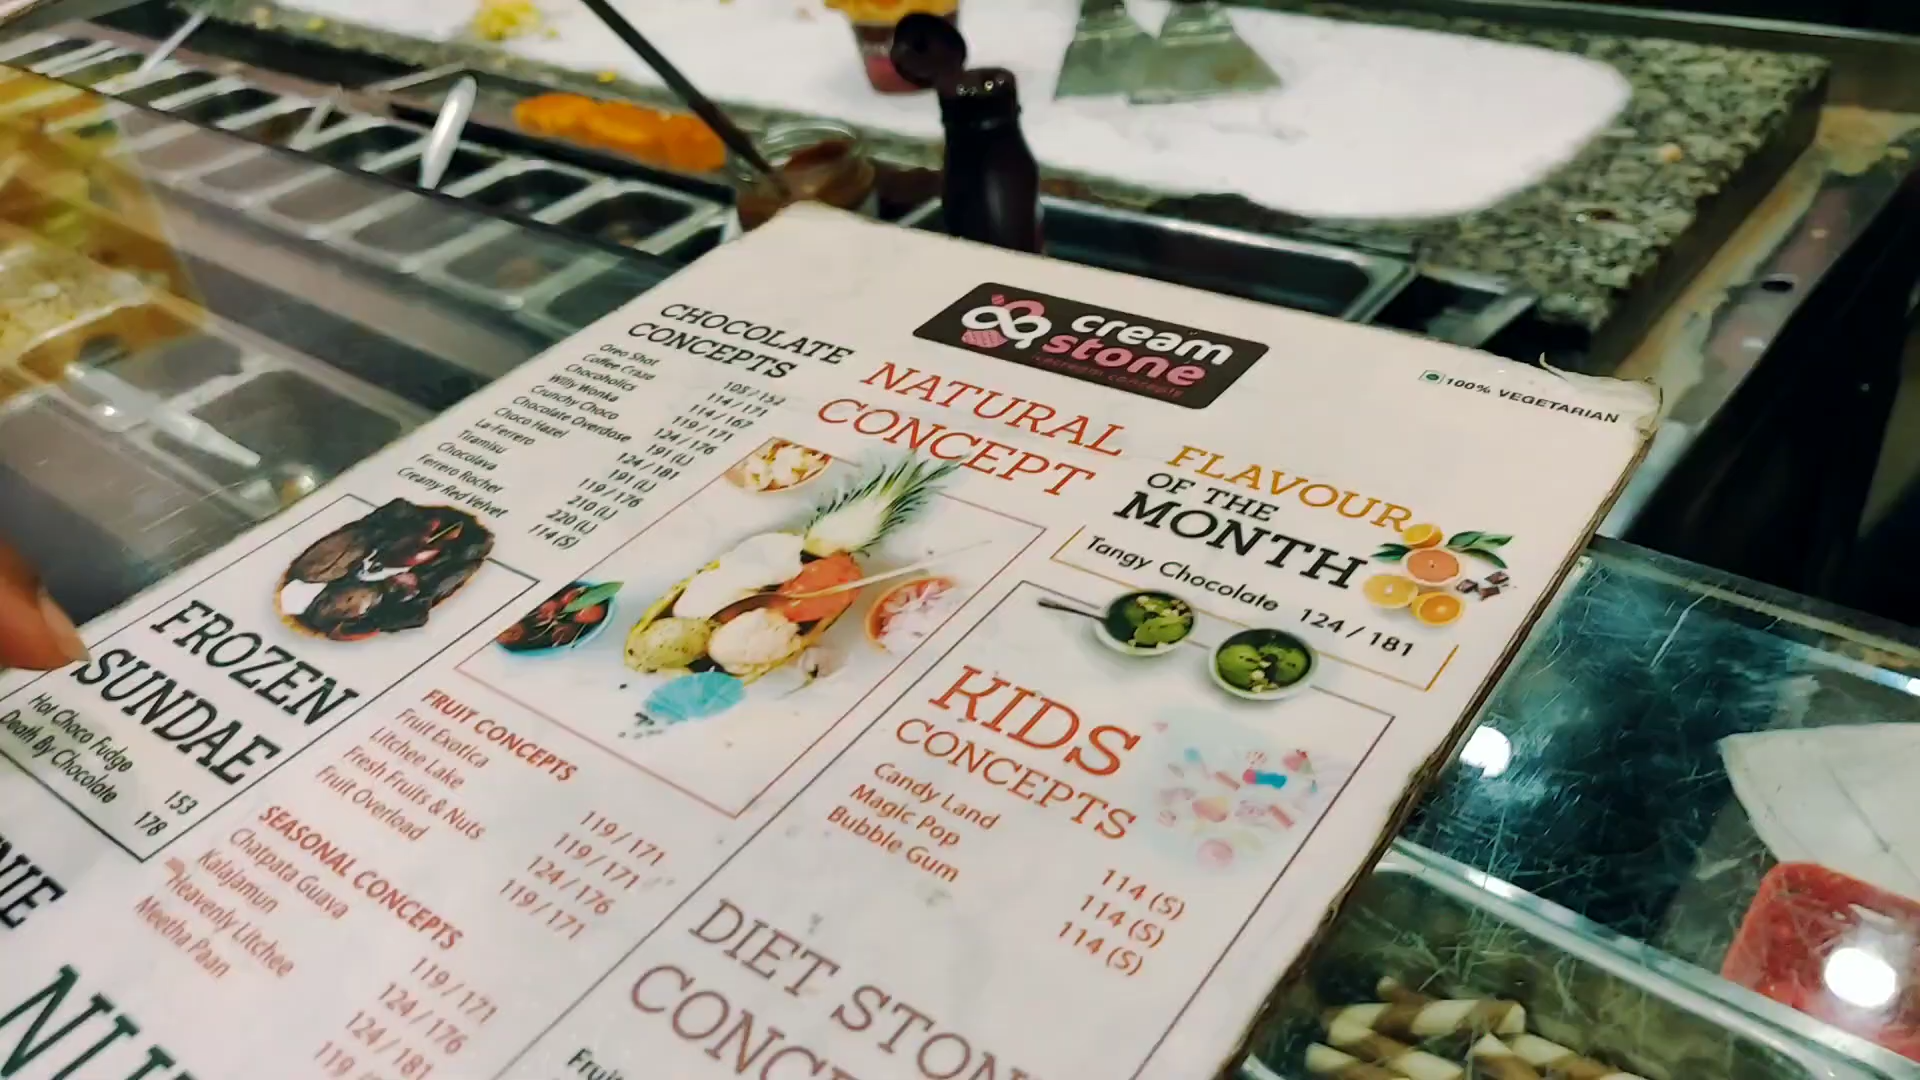 cream
stone
100% VEGETARIAN
CHOCOLATE
CONCEPTS
Oreo Shot 105 / 152
Coffee Craze 114 / 171
Chocoholics 114 / 167
Willy Wonka 119 / 171
Crunchy Choco 124 / 176
Chocolate Overdose 191 (L)
Choco Hazel 124 / 181
La-Ferrero 191 (L)
Tiramisu 119 / 176
Chocolava 210 (L)
Ferrero Rocher 220 (L)
Creamy Red Velvet 114 (S)
NATURAL
CONCEPT
FLAVOUR
OF THE
MONTH
Tangy Chocolate 124 / 181
FROZEN
SUNDAE
Hot Choco Fudge 153
Death By Chocolate 178
FRUIT CONCEPTS
Fruit Exotica 119 / 171
Litchee Lake 119 / 171
Fresh Fruits & Nuts 124 / 176
Fruit Overload 119 / 171
SEASONAL CONCEPTS
Chatpata Guava 119 / 171
Kalajamun 124 / 176
Heavenly Litchee 124 / 181
Meetha Paan 119 /
KIDS
CONCEPTS
Candy Land 114 (S)
Magic Pop 114 (S)
Bubble Gum 114 (S)
DIET STON
CONC